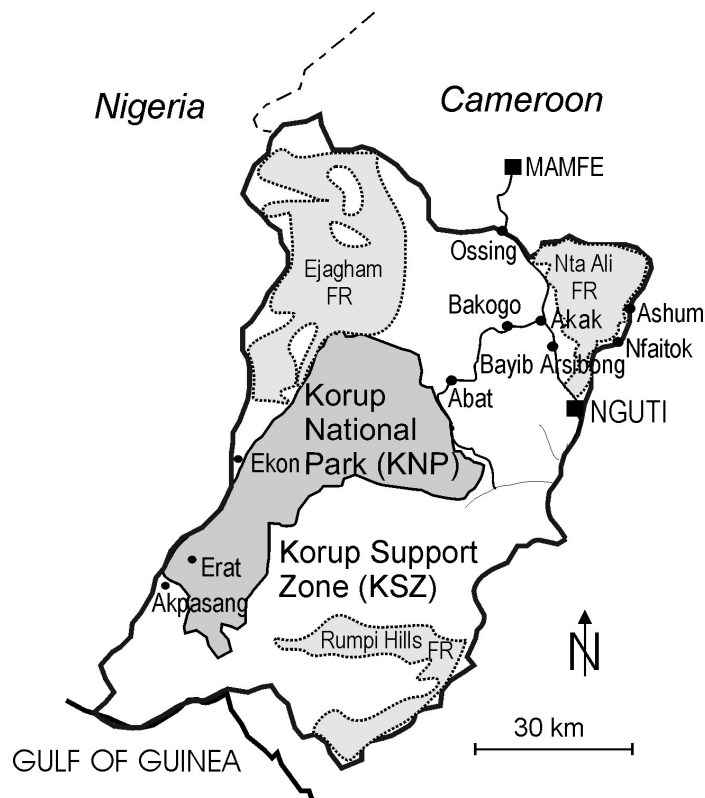 Nigeria
Cameroon
MAMFE
Ossing
Nta Ali
FR
Ejagham
FR
Bakogo
Akak
Ashum
Nfaitok
Bayib Arsibong
Abat
NGUTI
Korup
National
Park (KNP)
Ekon
Korup Support
Zone (KSZ)
Erat
Akpasang
Rumpi Hills
FR
N
30 km
GULF OF GUINEA